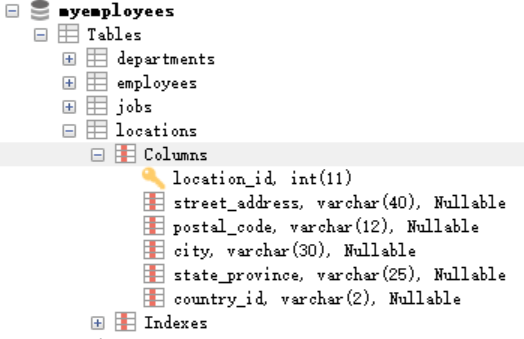 myemployees
Tables
departments
employees
jobs
locations
Columns
location_id, int(11)
street_address, varchar(40), Nullable
postal_code, varchar(12), Nullable
city, varchar(30), Nullable
state_province, varchar(25), Nullable
country_id, varchar(2), Nullable
Indexes